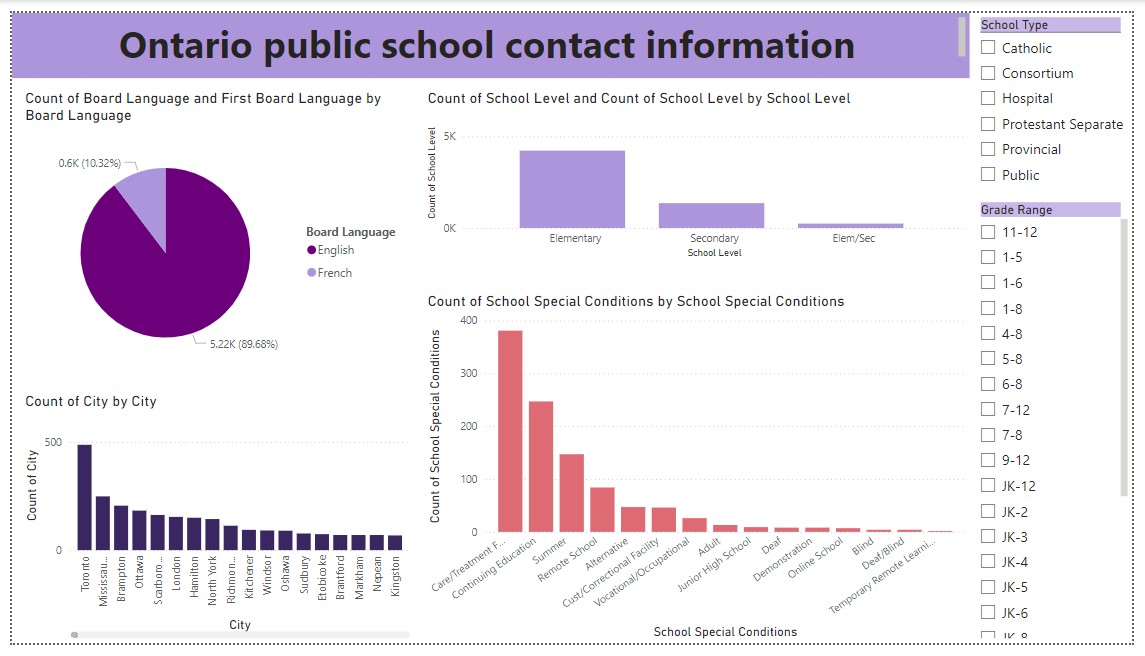 Ontario public school contact information
Count of Board Language and First Board Language by
Board Language
0.6K (10.32%)
5.22K (89.68%)
Board Language
English
French
Count of School Level and Count of School Level by School Level
Count of School Level
5K
0K
Elementary
Secondary
Elem/Sec
School Level
Count of City by City
Count of City
500
0
Toronto
Mississau...
Brampton
Ottawa
Scarboro...
London
Hamilton
North York
Richmon...
Kitchener
Windsor
Oshawa
Sudbury
Etobicoke
Brantford
Markham
Nepean
Kingston
City
Count of School Special Conditions by School Special Conditions
Count of School Special Conditions
400
300
200
100
0
Care/Treatment F...
Continuing Education
Summer
Remote School
Alternative
Cust/Correctional Facility
Vocational/Occupational
Adult
Junior High School
Deaf
Demonstration
Online School
Blind
Deaf/Blind
Temporary Remote Learni...
School Special Conditions
School Type
Catholic
Consortium
Hospital
Protestant Separate
Provincial
Public
Grade Range
11-12
1-5
1-6
1-8
4-8
5-8
6-8
7-12
7-8
9-12
JK-12
JK-2
JK-3
JK-4
JK-5
JK-6
JK-8